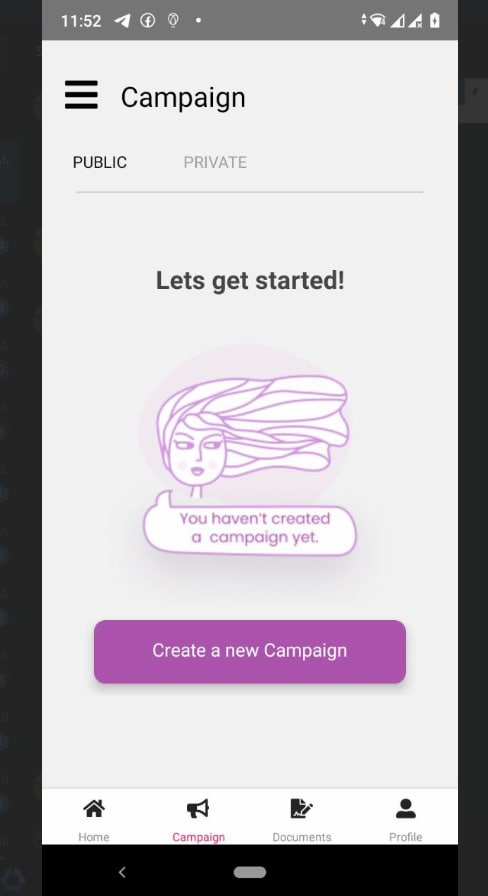 11:52
Campaign
PUBLIC PRIVATE
Lets get started!
You haven't created
a campaign yet.
Create a new Campaign
Home Campaign Documents Profile